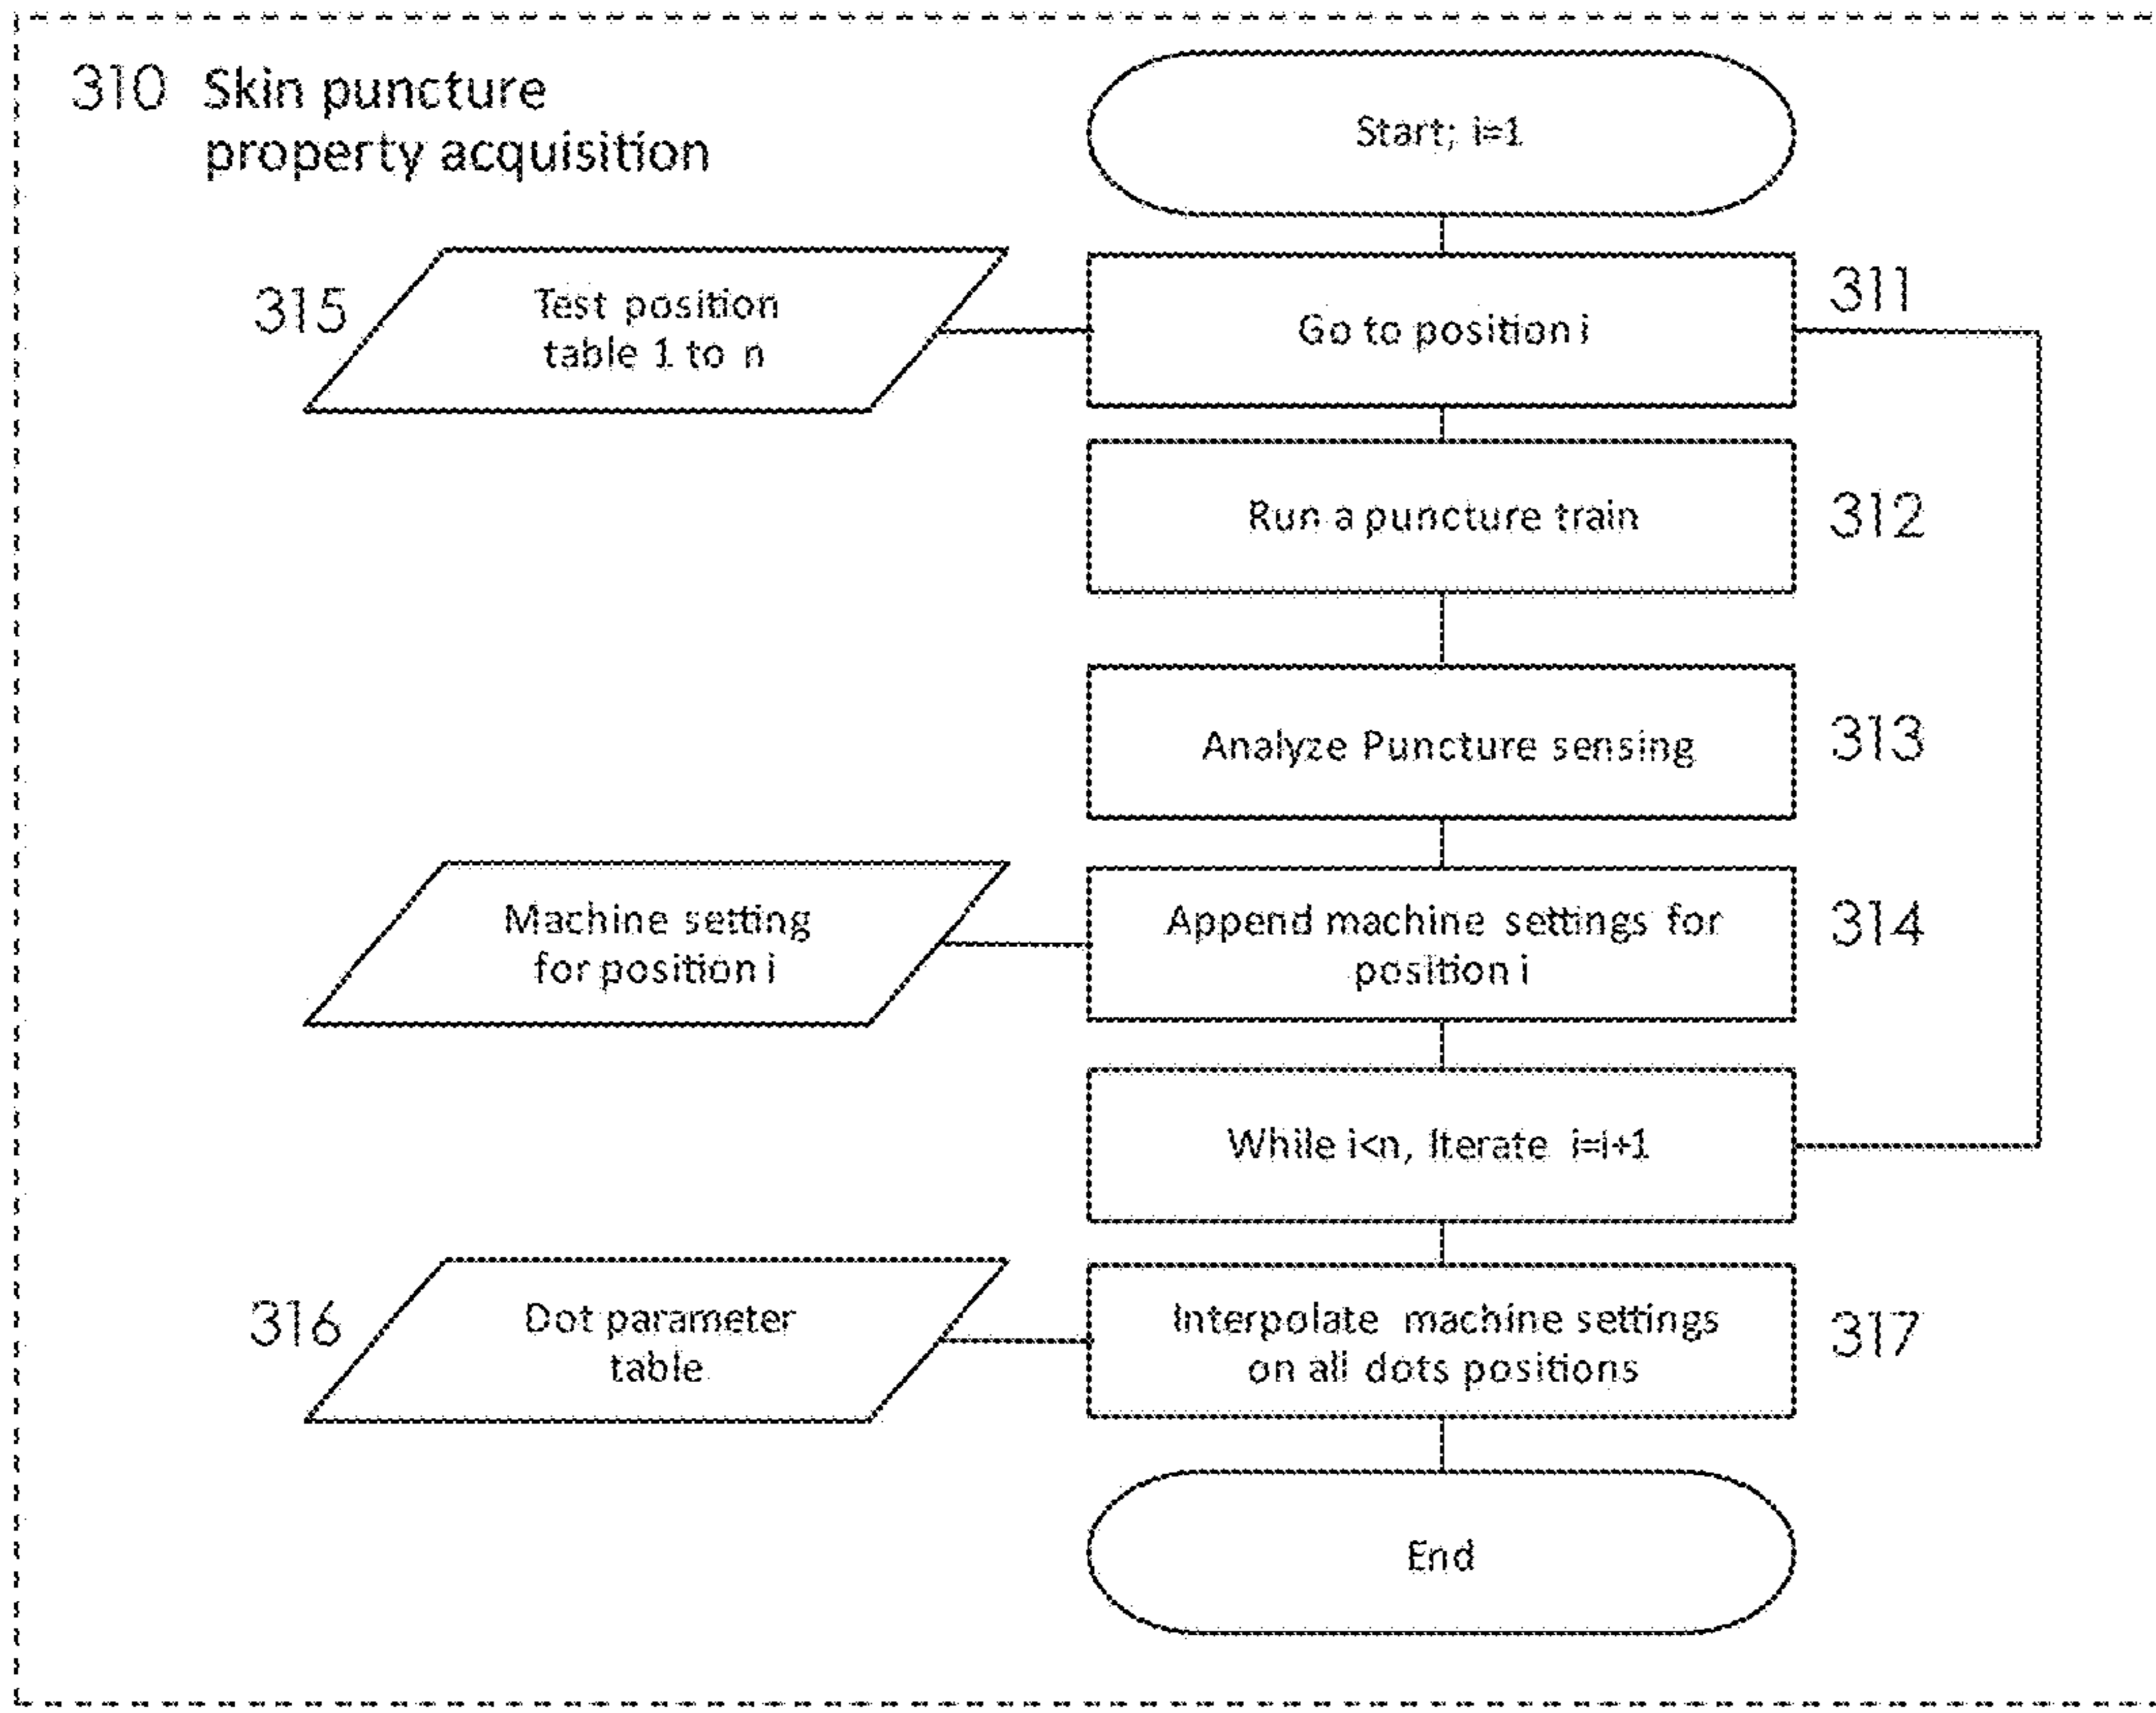 310 Skin puncture
property acquisition
Start; i=1
315
Test position
table 1 to n
Go to position i
311
Run a puncture train
312
Analyze Puncture sensing
313
Machine setting
for position i
Append machine settings for
position i
314
While i<n, Iterate i=i+1
316
Dot parameter
table
Interpolate machine settings
on all dots positions
317
End